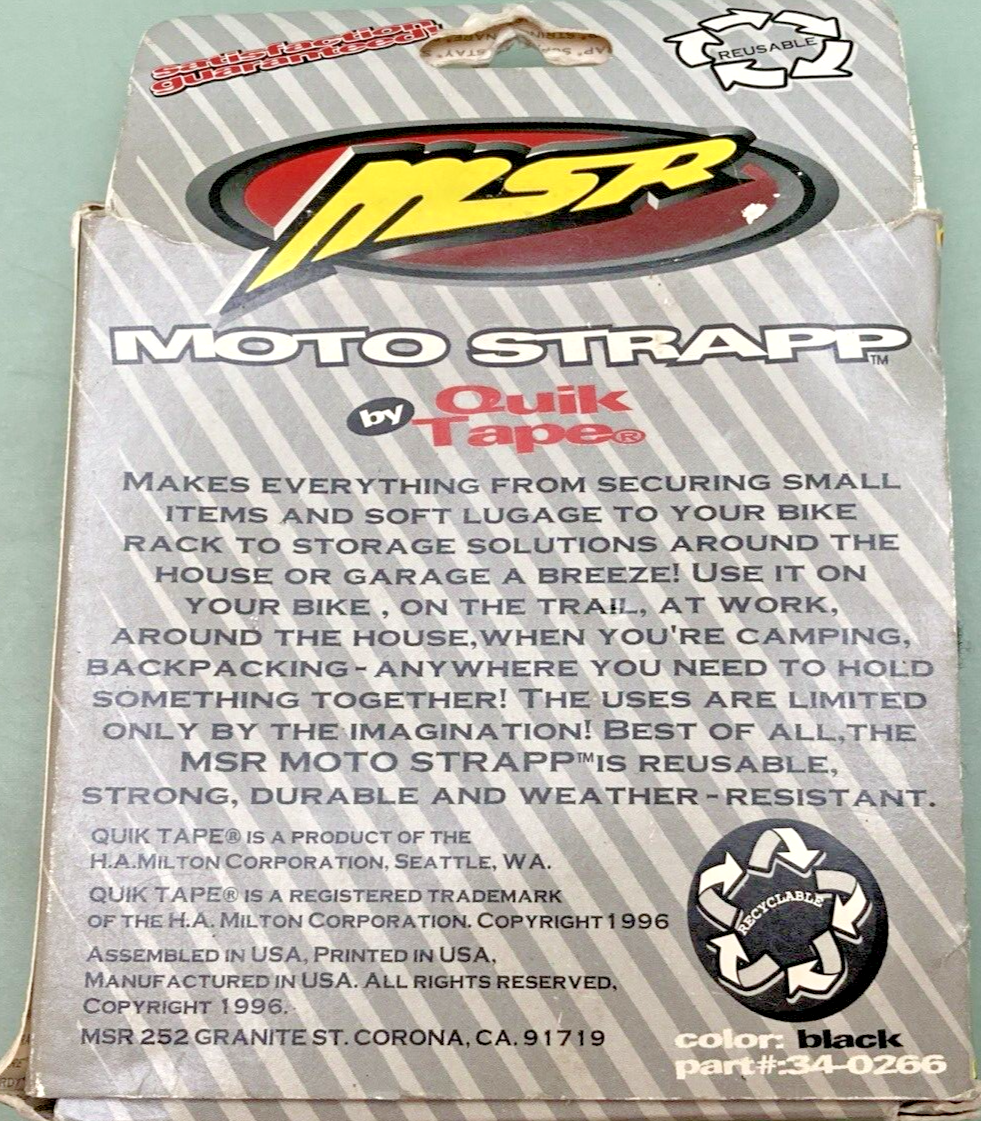 satisfaction
guaranteed!
REUSABLE
MSR
MOTO STRAPP™
by Quik
Tape®
MAKES EVERYTHING FROM SECURING SMALL
ITEMS AND SOFT LUGAGE TO YOUR BIKE
RACK TO STORAGE SOLUTIONS AROUND THE
HOUSE OR GARAGE A BREEZE! USE IT ON
YOUR BIKE , ON THE TRAIL, AT WORK,
AROUND THE HOUSE,WHEN YOU'RE CAMPING,
BACKPACKING - ANYWHERE YOU NEED TO HOLD
SOMETHING TOGETHER! THE USES ARE LIMITED
ONLY BY THE IMAGINATION! BEST OF ALL,THE
MSR MOTO STRAPP™IS REUSABLE,
STRONG, DURABLE AND WEATHER-RESISTANT.
QUIK TAPE® IS A PRODUCT OF THE
H.A.MILTON CORPORATION, SEATTLE, WA.
QUIK TAPE® IS A REGISTERED TRADEMARK
OF THE H.A. MILTON CORPORATION. COPYRIGHT 1996
ASSEMBLED IN USA, PRINTED IN USA,
MANUFACTURED IN USA. ALL RIGHTS RESERVED,
COPYRIGHT 1996.
MSR 252 GRANITE ST. CORONA, CA. 91719
RECYCLABLE
color: black
part#:34-0266